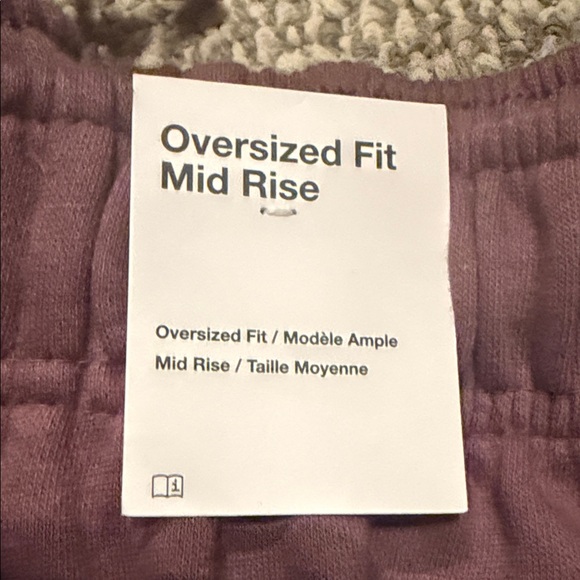 Oversized Fit
Mid Rise
Oversized Fit / Modèle Ample
Mid Rise / Taille Moyenne
i